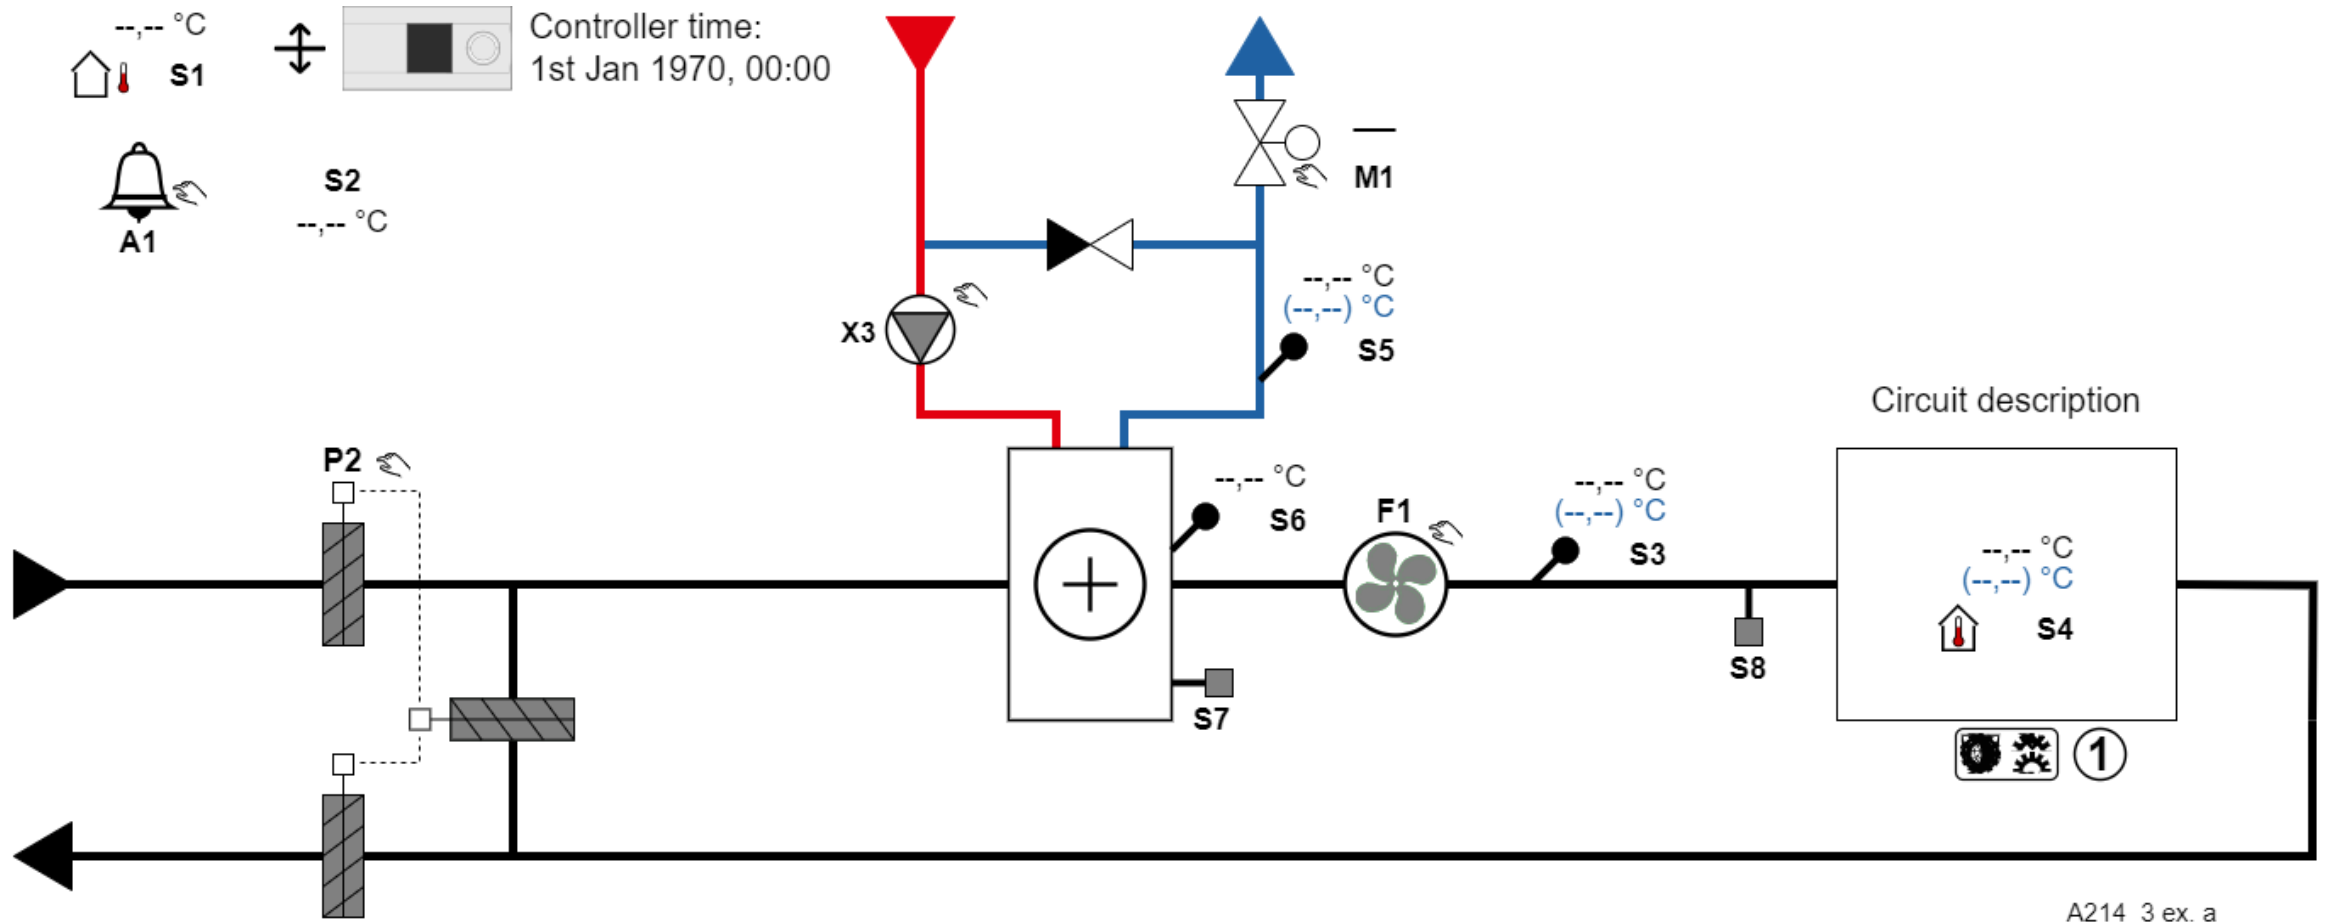 --,-- °C
S1
Controller time:
1st Jan 1970, 00:00
A1
S2
--,-- °C
M1
X3
--,-- °C
(--,--) °C
S5
Circuit description
P2
--,-- °C
S6
F1
--,-- °C
(--,--) °C
S3
--,-- °C
(--,--) °C
S4
S8
S7
1
A214_3 ex. a